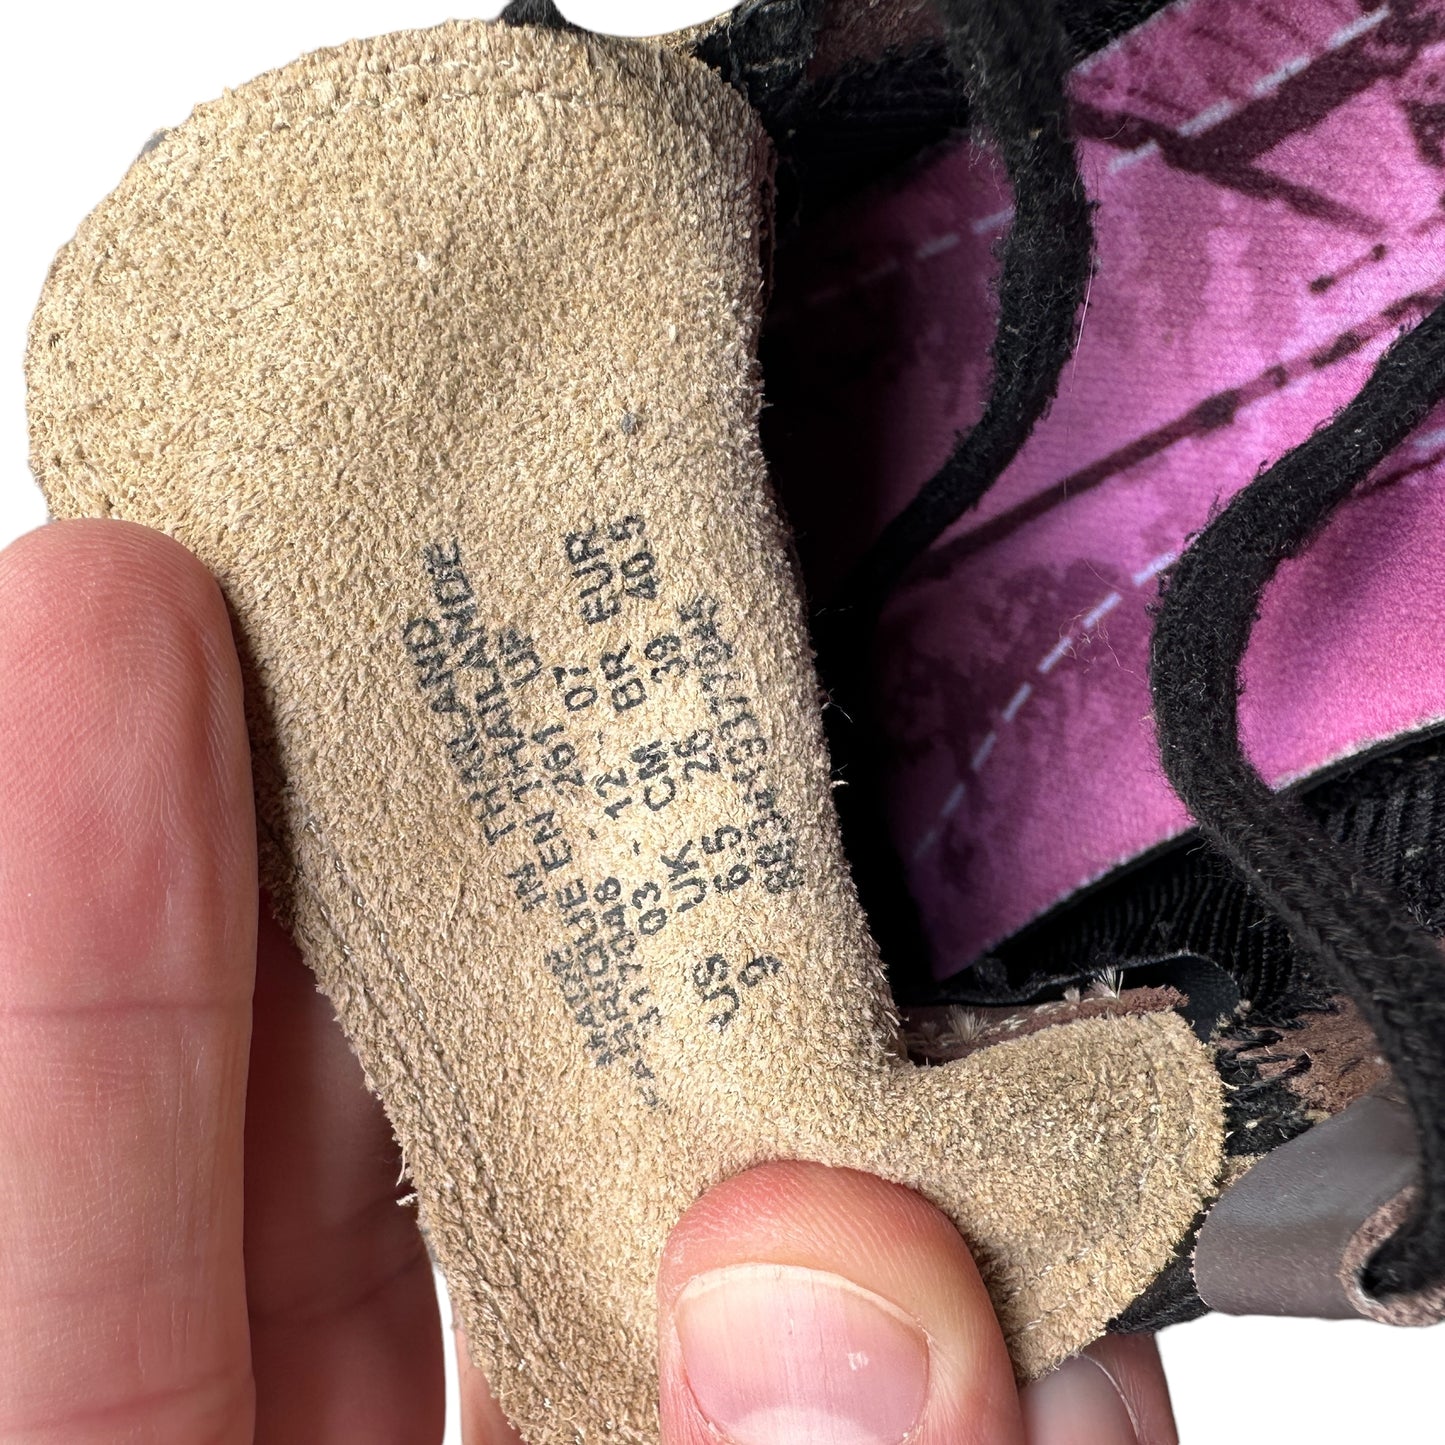 MADE IN THAILAND
FABRIQUE EN THAILANDE
317048 261
03 - 12 - 07
US UK CM BR EUR
9 6.5 26 39 40.5